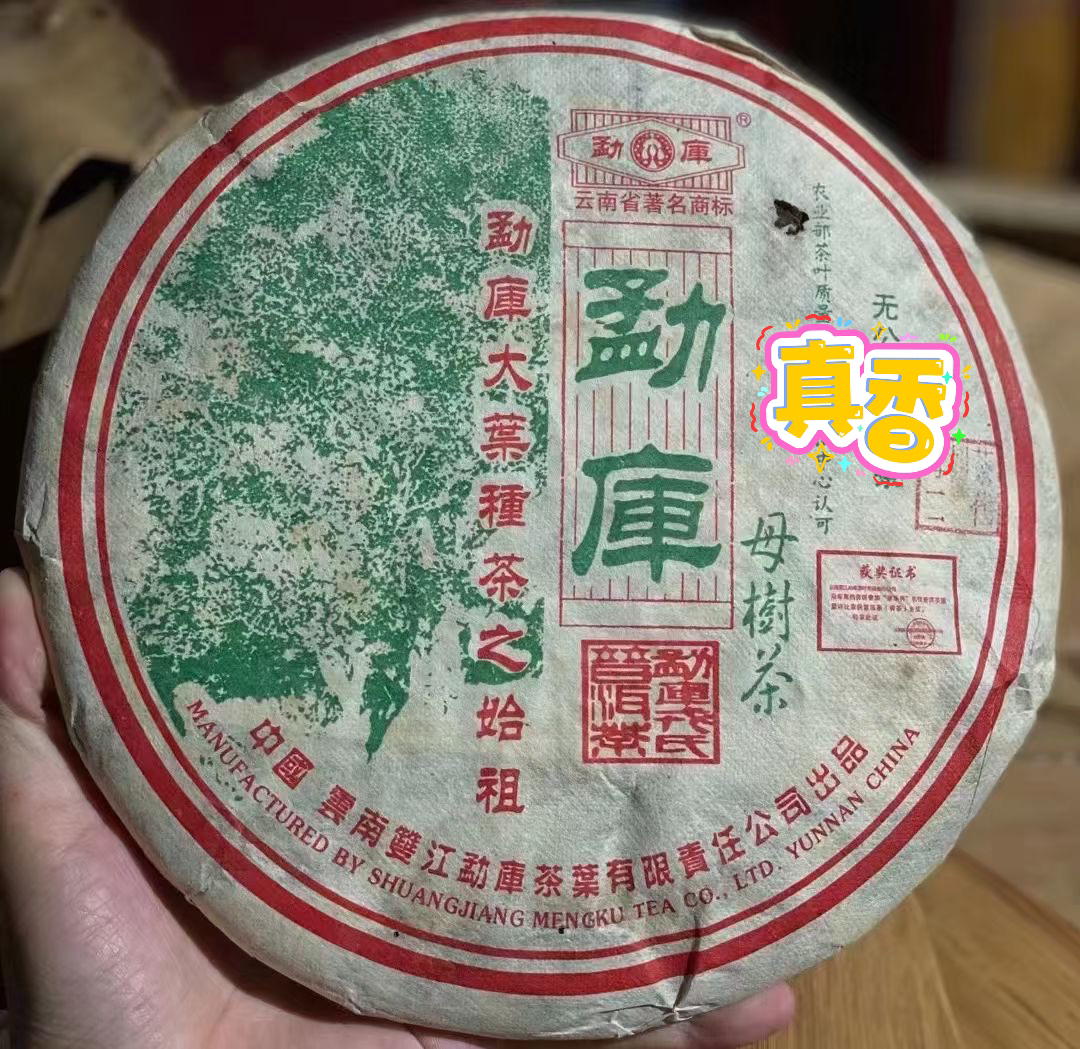 勐庫
®
云南省著名商标
勐庫
勐庫大葉種茶之始祖
母樹茶
农业部茶叶质
心认可
无公
真香
获奖证书
勐庫戎氏
普洱茶
中國 雲南雙江勐庫茶葉有限責任公司出品
MANUFACTURED BY SHUANGJIANG MENGKU TEA CO., LTD. YUNNAN CHINA